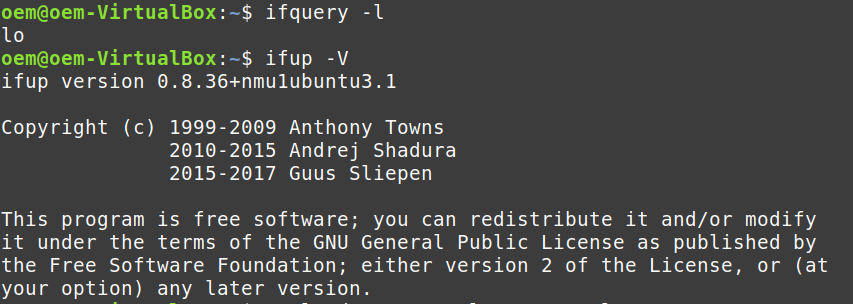 oem@oem-VirtualBox:~$ ifquery -l
lo
oem@oem-VirtualBox:~$ ifup -V
ifup version 0.8.36+nmu1ubuntu3.1
Copyright (c) 1999-2009 Anthony Towns
2010-2015 Andrej Shadura
2015-2017 Guus Sliepen
This program is free software; you can redistribute it and/or modify
it under the terms of the GNU General Public License as published by
the Free Software Foundation; either version 2 of the License, or (at
your option) any later version.